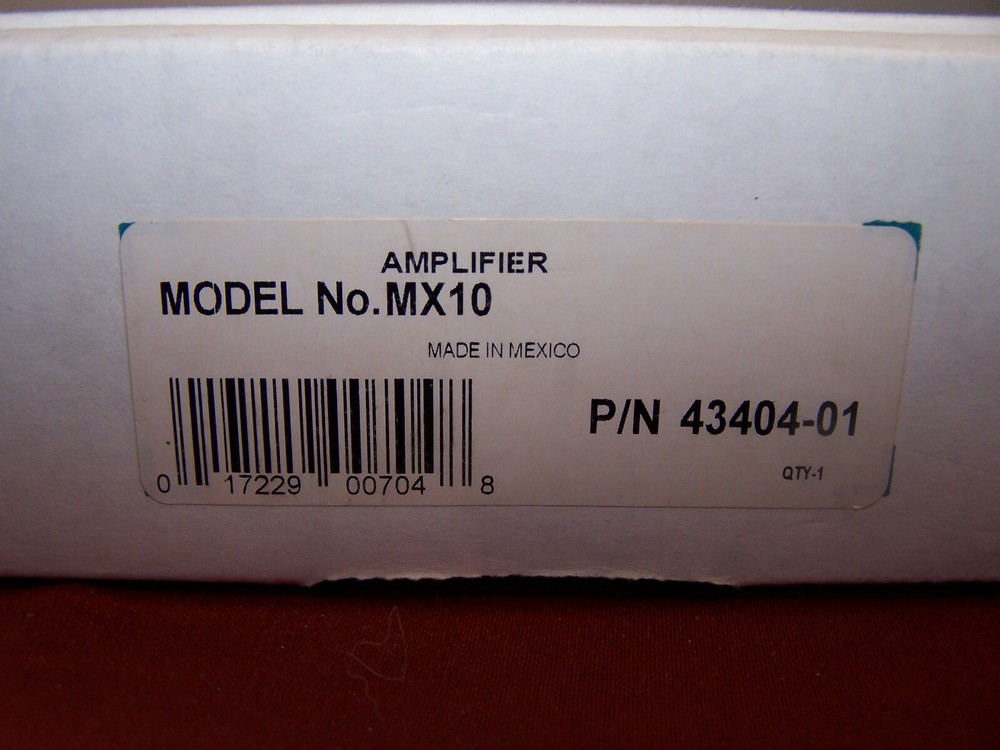 AMPLIFIER
MODEL No.MX10
MADE IN MEXICO
P/N 43404-01
QTY-1
0 17229 00704 8